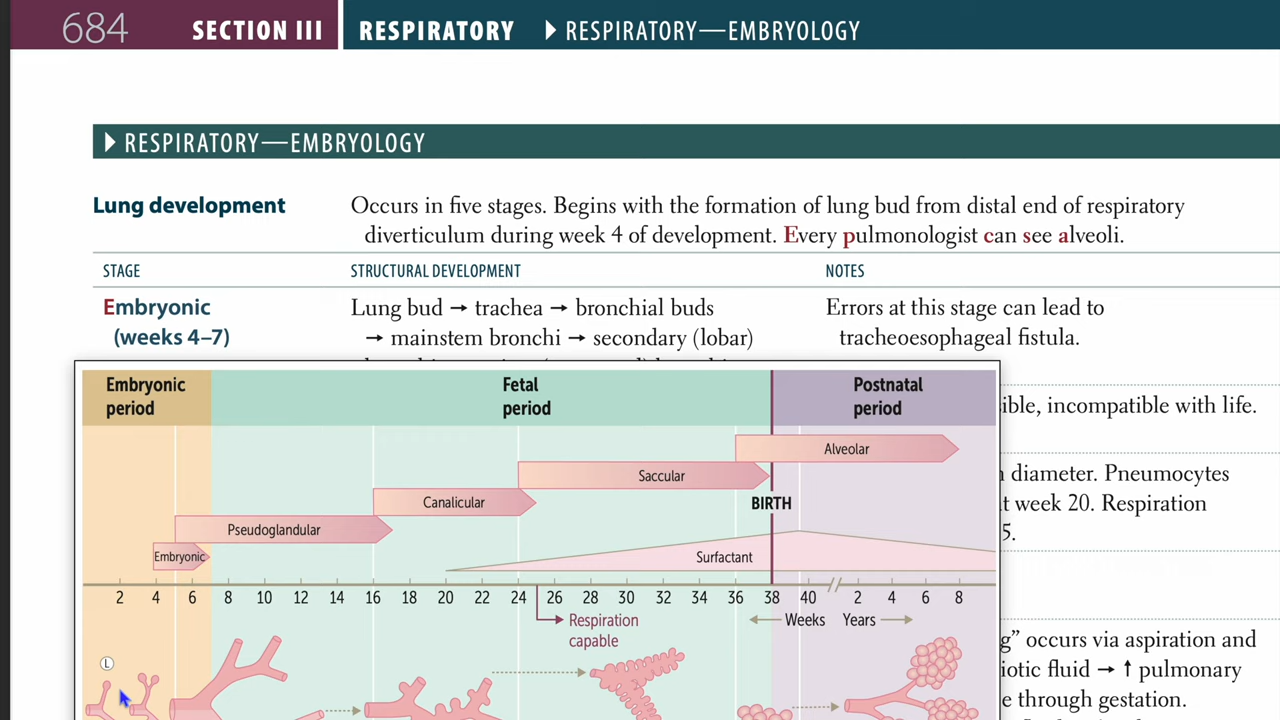 684 SECTION III RESPIRATORY ▶ RESPIRATORY—EMBRYOLOGY
▶ RESPIRATORY—EMBRYOLOGY
Lung development
Occurs in five stages. Begins with the formation of lung bud from distal end of respiratory
diverticulum during week 4 of development. Every pulmonologist can see alveoli.
STAGE STRUCTURAL DEVELOPMENT NOTES
Embryonic
(weeks 4–7)
Lung bud → trachea → bronchial buds
→ mainstem bronchi → secondary (lobar)
Errors at this stage can lead to
tracheoesophageal fistula.
Embryonic
period
Fetal
period
Postnatal
period
Alveolar
Saccular
Canalicular
BIRTH
Pseudoglandular
Embryonic
Surfactant
2 4 6 8 10 12 14 16 18 20 22 24 26 28 30 32 34 36 38 40 2 4 6 8
Respiration
capable
← Weeks Years →
L
ible, incompatible with life.
diameter. Pneumocytes
t week 20. Respiration
5.
g” occurs via aspiration and
iotic fluid → ↑ pulmonary
e through gestation.